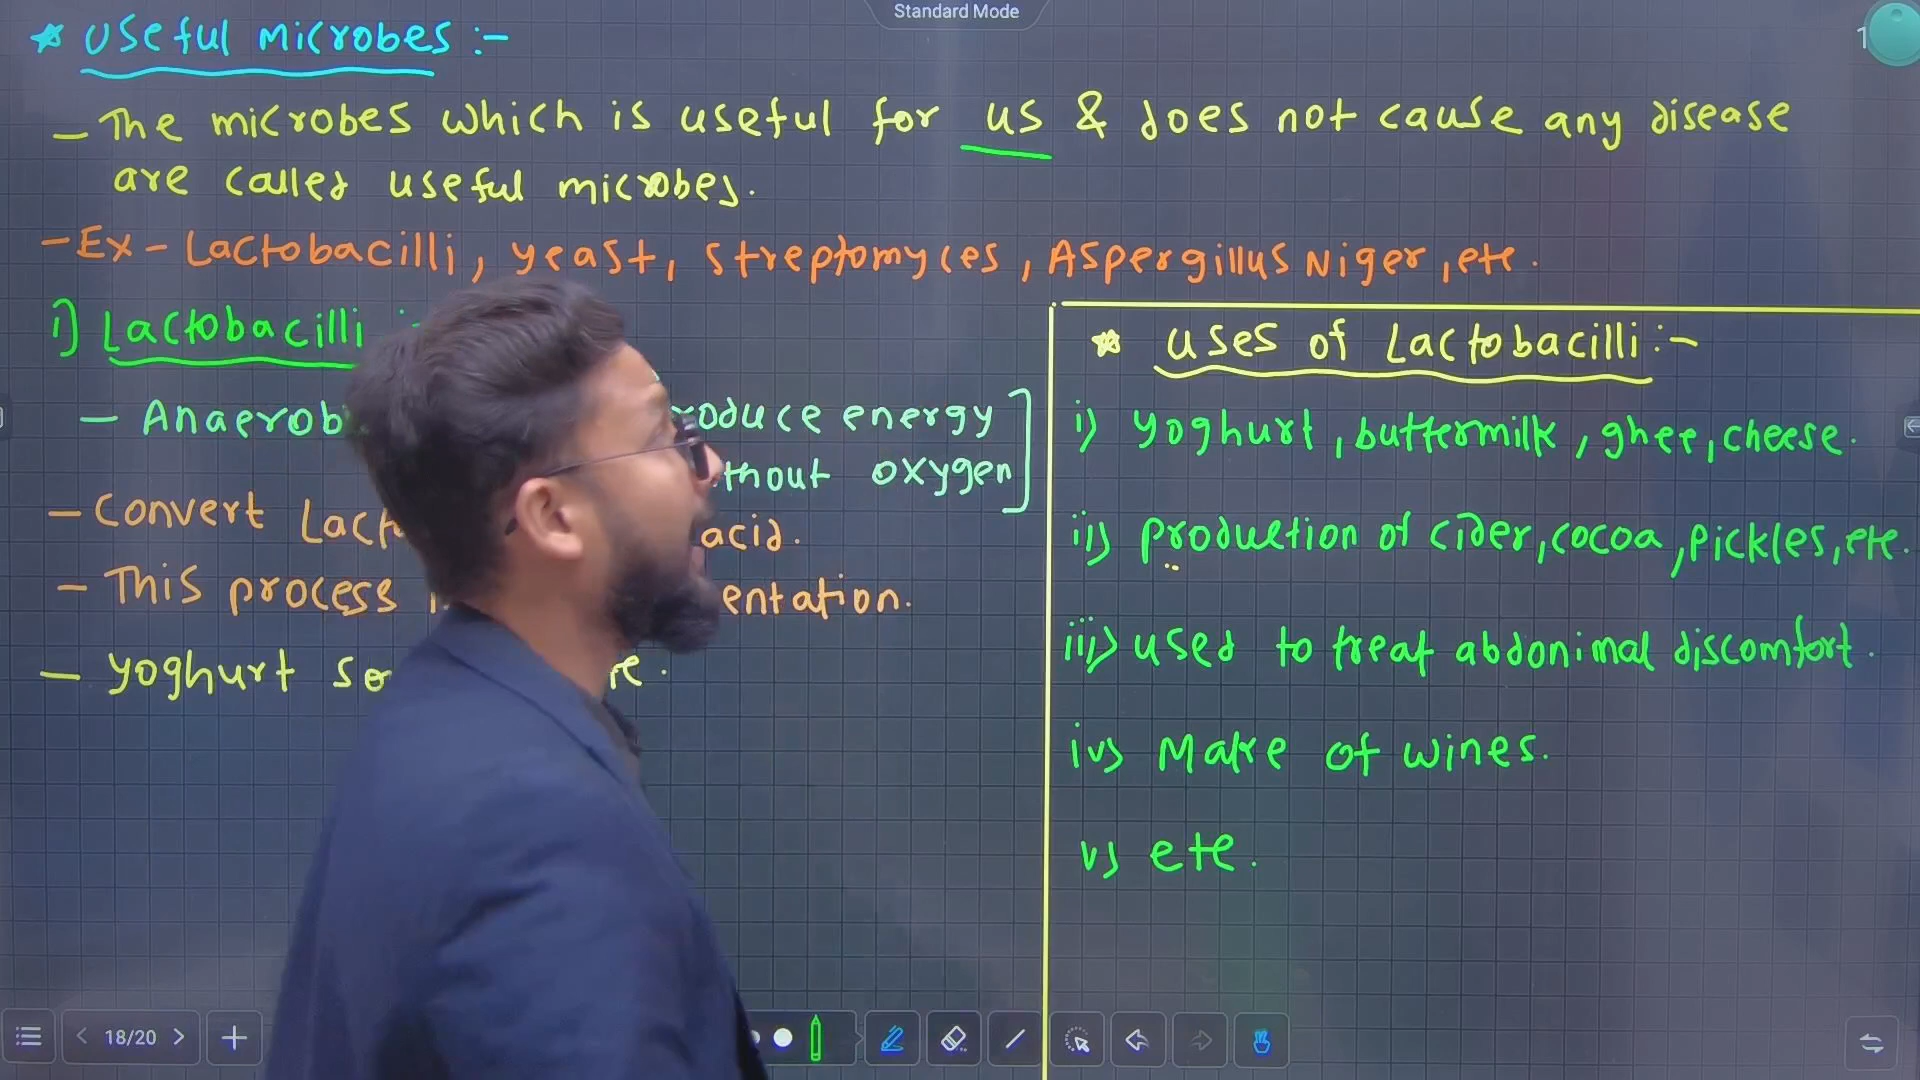 Standard Mode
1
☆ Useful Microbes :-
- The microbes which is useful for us & does not cause any disease
are called useful microbes.
- Ex - Lactobacilli, yeast, streptomyces, Aspergillus Niger, etc.
i) Lactobacilli :-
- Anaerob
roduce energy
thout oxygen]
- Convert Lact
acid.
- This process i
entation.
- Yoghurt so
re.
☆ Uses of Lactobacilli :-
i) Yoghurt, buttermilk, ghee, cheese.
ii) Production of cider, cocoa, pickles, etc.
iii) used to treat abdonimal discomfort.
iv) Make of wines.
v) etc.
18/20